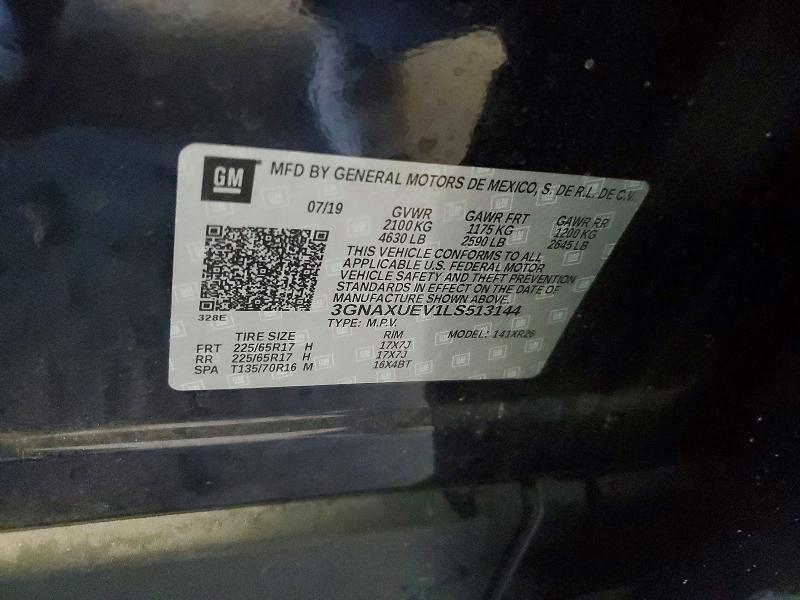 GM MFD BY GENERAL MOTORS DE MEXICO, S. DE R.L. DE C.V.
07/19 GVWR GAWR FRT GAWR RR
2100 KG 1175 KG 1200 KG
4630 LB 2590 LB 2645 LB
THIS VEHICLE CONFORMS TO ALL
APPLICABLE U.S. FEDERAL MOTOR
VEHICLE SAFETY AND THEFT PREVENTION
STANDARDS IN EFFECT ON THE DATE OF
MANUFACTURE SHOWN ABOVE.
328E
3GNAXUEV1LS513144
TYPE: M.P.V. MODEL: 141XR26
TIRE SIZE RIM
FRT 225/65R17 H 17X7J
RR 225/65R17 H 17X7J
SPA T135/70R16 M 16X4BT